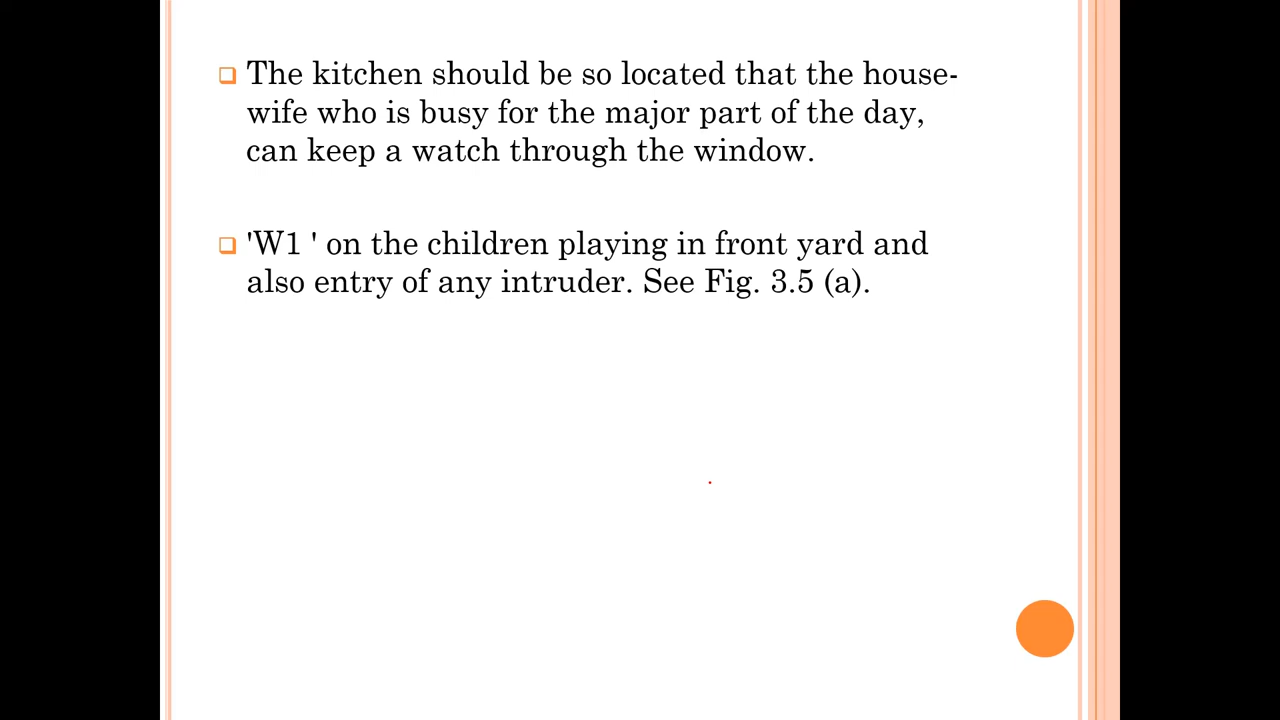 The kitchen should be so located that the house-
wife who is busy for the major part of the day,
can keep a watch through the window.
'W1 ' on the children playing in front yard and
also entry of any intruder. See Fig. 3.5 (a).